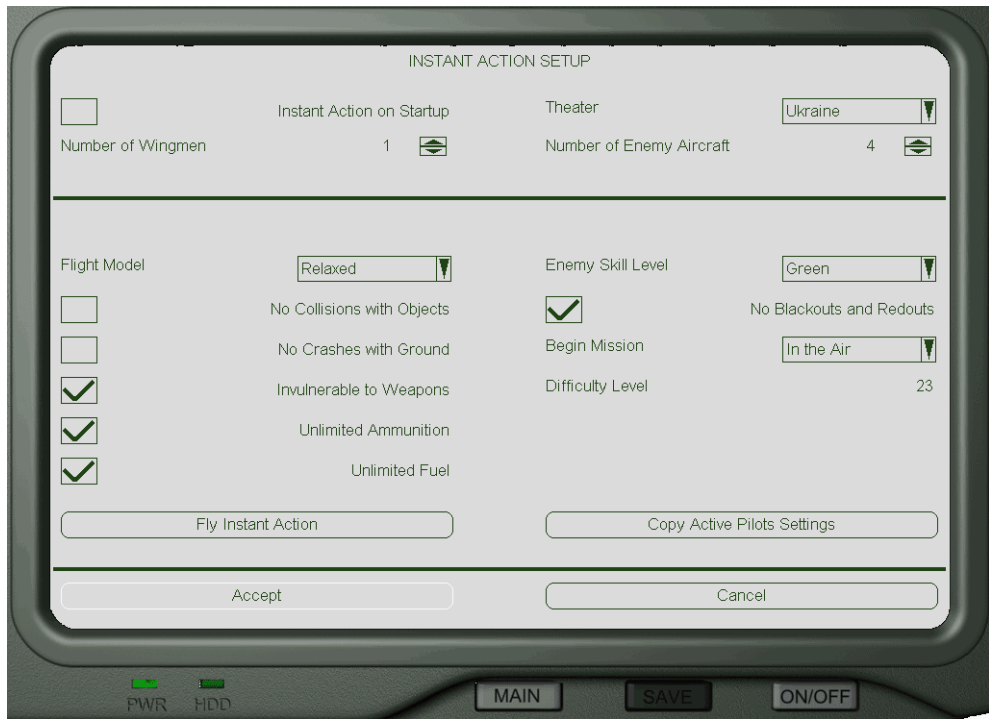 INSTANT ACTION SETUP
Instant Action on Startup
Theater
Ukraine
Number of Wingmen
1
Number of Enemy Aircraft
4
Flight Model
Relaxed
Enemy Skill Level
Green
No Collisions with Objects
No Blackouts and Redouts
No Crashes with Ground
Begin Mission
In the Air
Invulnerable to Weapons
Difficulty Level
23
Unlimited Ammunition
Unlimited Fuel
Fly Instant Action
Copy Active Pilots Settings
Accept
Cancel
PWR
HDD
MAIN
SAVE
ON/OFF